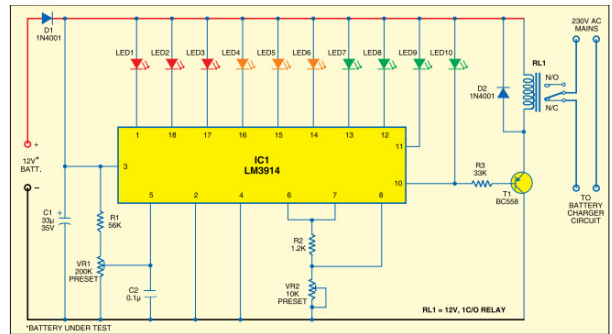 D1
1N4001
LED1
LED2
LED3
LED4
LED5
LED6
LED7
LED8
LED9
LED10
230V AC
MAINS
RL1
D2
1N4001
N/O
N/C
1
18
17
16
15
14
13
12
11
10
3
IC1
LM3914
5
2
4
6
7
8
+
12V*
BATT.
–
C1
33µ
35V
+
R1
56K
VR1
200K
PRESET
C2
0.1µ
R2
1.2K
VR2
10K
PRESET
R3
33K
T1
BC558
TO
BATTERY
CHARGER
CIRCUIT
*BATTERY UNDER TEST
RL1 = 12V, 1C/O RELAY